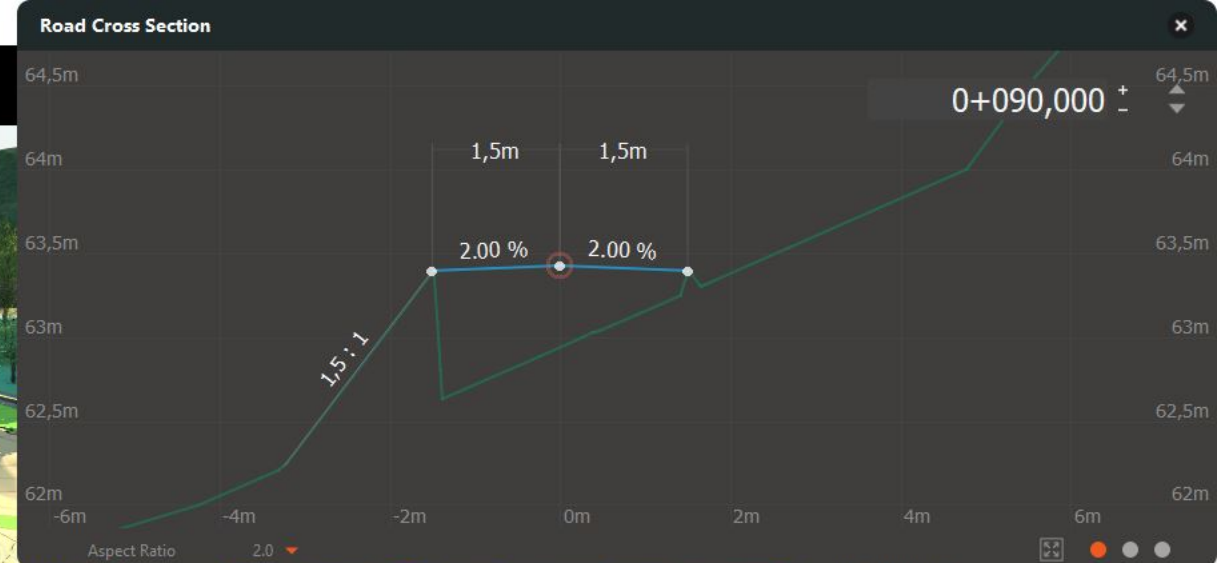 Road Cross Section
64,5m
64,5m
0+090,000 + −
1,5m 1,5m
64m
64m
63,5m
2.00 % 2.00 %
63,5m
63m
1,5 : 1
63m
62,5m
62,5m
62m
62m
-6m -4m -2m 0m 2m 4m 6m
Aspect Ratio 2.0